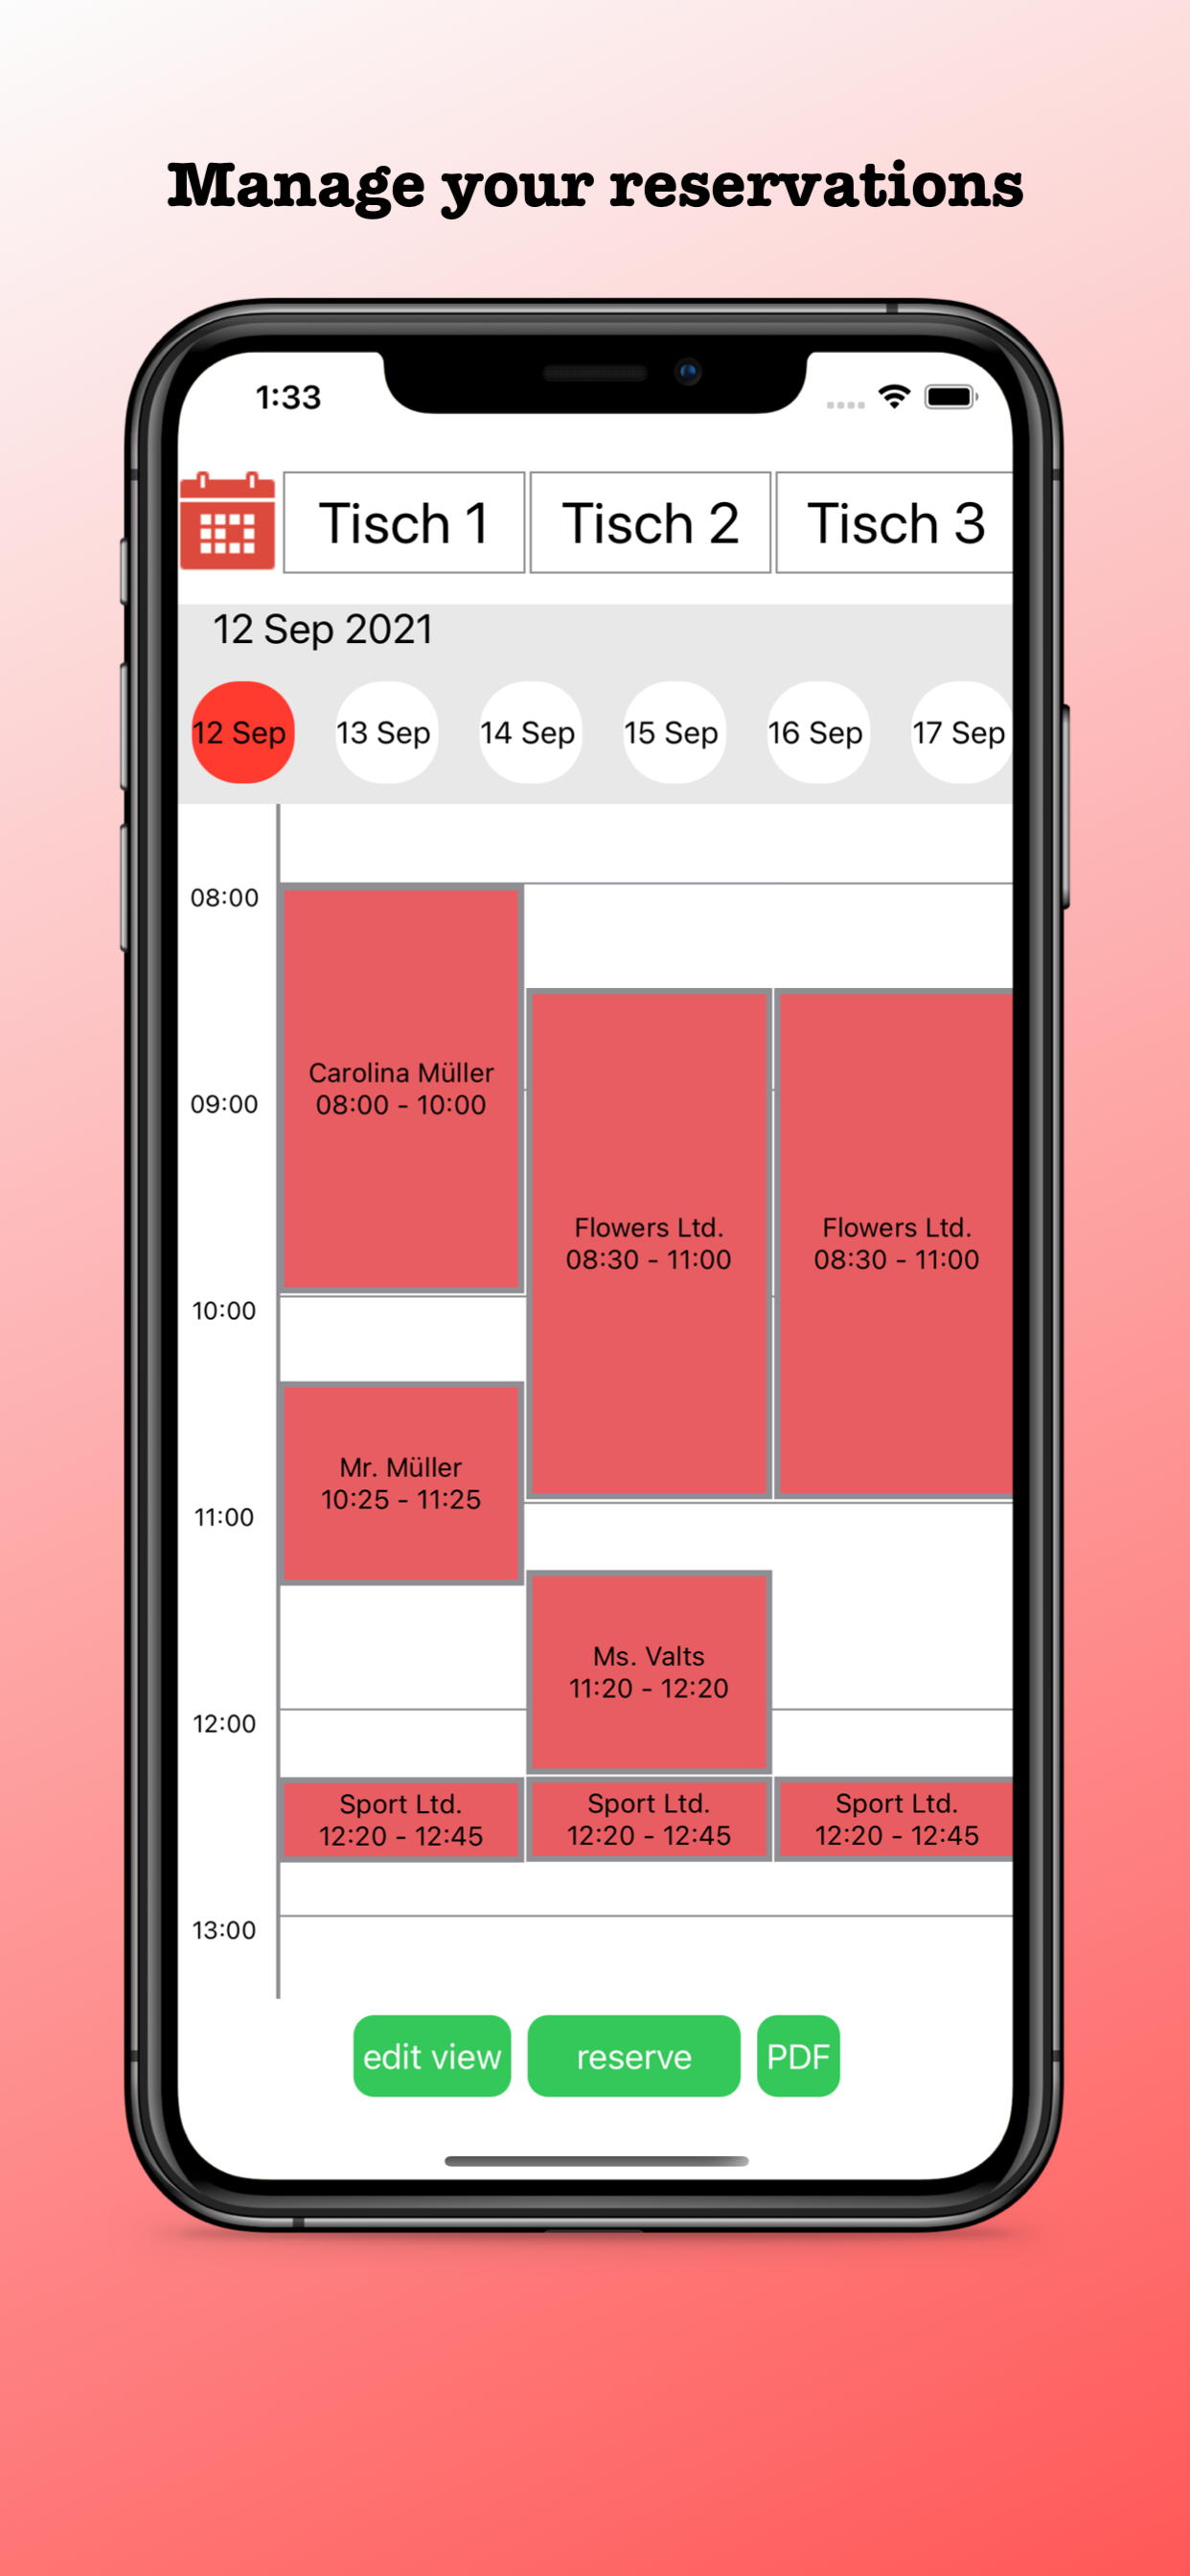 Manage your reservations
1:33
Tisch 1
Tisch 2
Tisch 3
12 Sep 2021
12 Sep
13 Sep
14 Sep
15 Sep
16 Sep
17 Sep
08:00
Carolina Müller
08:00 - 10:00
09:00
Flowers Ltd.
08:30 - 11:00
Flowers Ltd.
08:30 - 11:00
10:00
Mr. Müller
10:25 - 11:25
11:00
Ms. Valts
11:20 - 12:20
12:00
Sport Ltd.
12:20 - 12:45
Sport Ltd.
12:20 - 12:45
Sport Ltd.
12:20 - 12:45
13:00
edit view
reserve
PDF